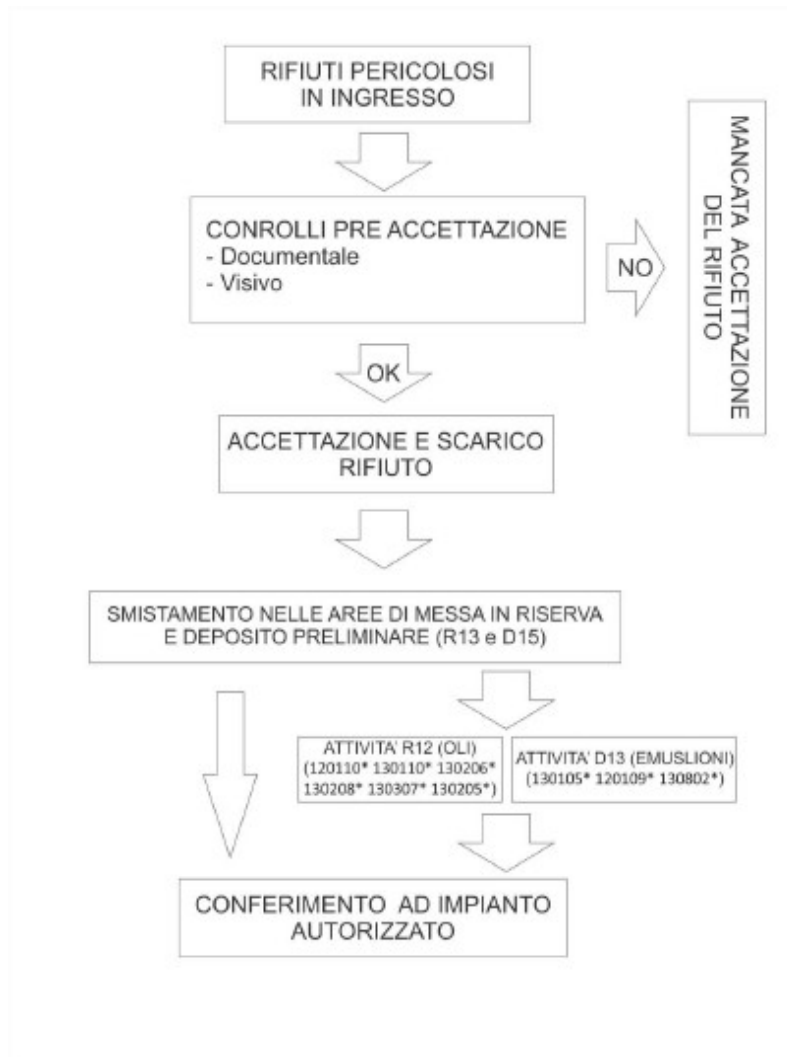 RIFIUTI PERICOLOSI
IN INGRESSO
CONROLLI PRE ACCETTAZIONE
- Documentale
- Visivo
NO
MANCATA ACCETTAZIONE
DEL RIFIUTO
OK
ACCETTAZIONE E SCARICO
RIFIUTO
SMISTAMENTO NELLE AREE DI MESSA IN RISERVA
E DEPOSITO PRELIMINARE (R13 e D15)
ATTIVITA' R12 (OLI)
(120110* 130110* 130206*
130208* 130307* 130205*)
ATTIVITA' D13 (EMUSLIONI)
(130105* 120109* 130802*)
CONFERIMENTO AD IMPIANTO
AUTORIZZATO